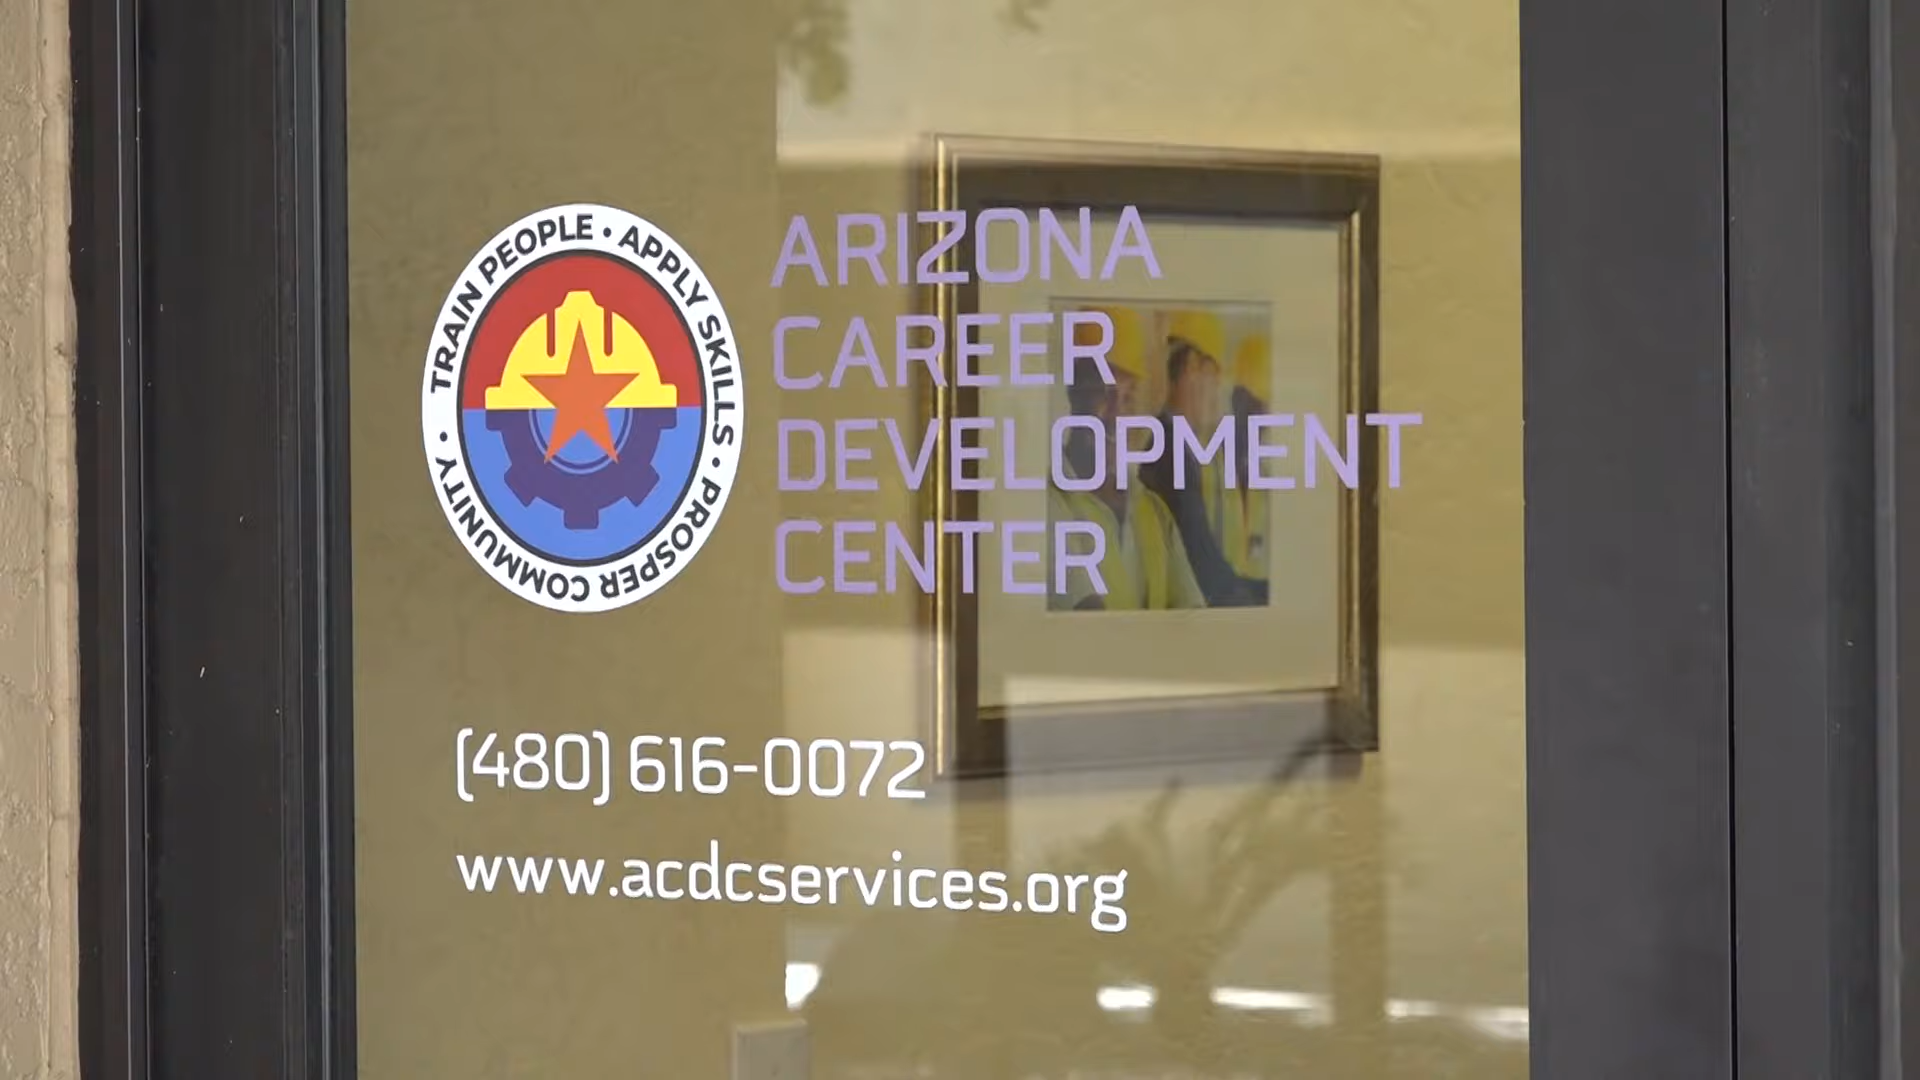 TRAIN PEOPLE • APPLY SKILLS • PROSPER COMMUNITY •
ARIZONA
CAREER
DEVELOPMENT
CENTER
(480) 616-0072
www.acdcservices.org